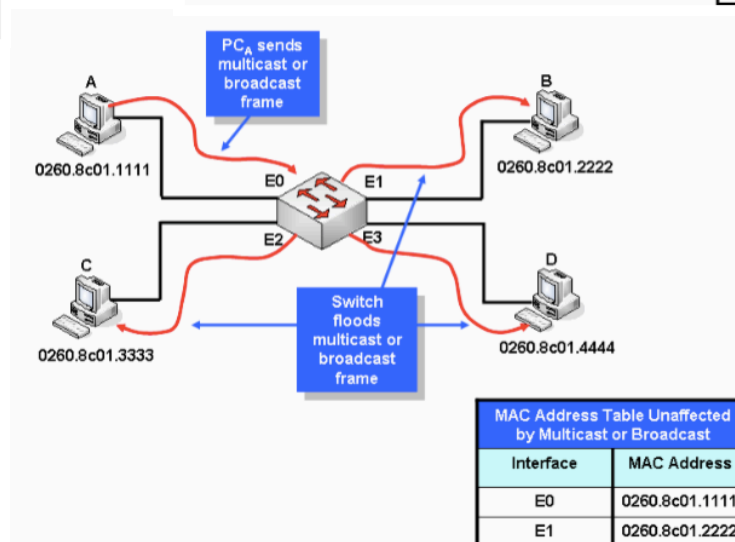 PCA sends
multicast or
broadcast
frame
A
B
0260.8c01.1111
0260.8c01.2222
E0
E1
E2
E3
C
D
0260.8c01.3333
0260.8c01.4444
Switch
floods
multicast or
broadcast
frame
MAC Address Table Unaffected
by Multicast or Broadcast
Interface MAC Address
E0 0260.8c01.1111
E1 0260.8c01.2222